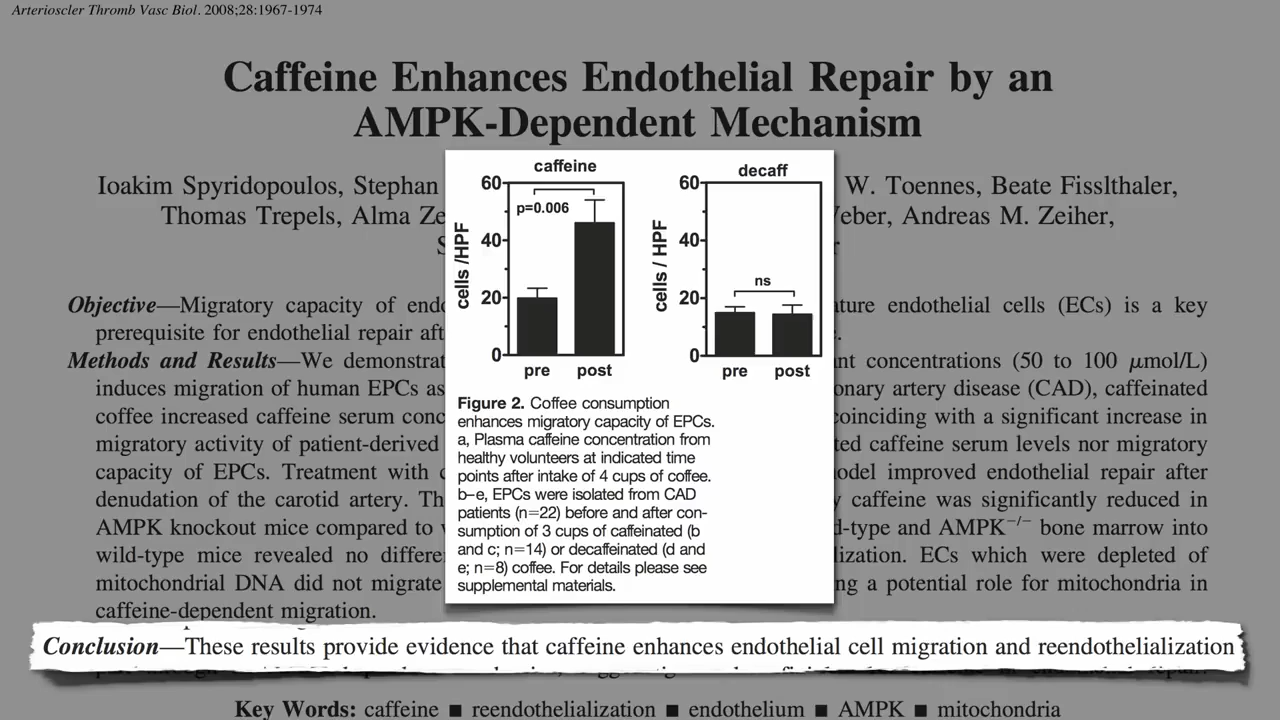 Arterioscler Thromb Vasc Biol. 2008;28:1967-1974
Caffeine Enhances Endothelial Repair by an
AMPK-Dependent Mechanism
Ioakim Spyridopoulos, Stephan W. Toennes, Beate Fisslthaler,
Thomas Trepels, Alma Ze Weber, Andreas M. Zeiher,
Objective—Migratory capacity of endo ature endothelial cells (ECs) is a key
prerequisite for endothelial repair aft
Methods and Results—We demonstrat nt concentrations (50 to 100 μmol/L)
induces migration of human EPCs as onary artery disease (CAD), caffeinated
coffee increased caffeine serum conc coinciding with a significant increase in
migratory activity of patient-derived ted caffeine serum levels nor migratory
capacity of EPCs. Treatment with c odel improved endothelial repair after
denudation of the carotid artery. Th y caffeine was significantly reduced in
AMPK knockout mice compared to w d-type and AMPK−/− bone marrow into
wild-type mice revealed no differe lization. ECs which were depleted of
mitochondrial DNA did not migrate ng a potential role for mitochondria in
caffeine-dependent migration.
caffeine
60
40
20
0
cells /HPF
p=0.006
pre post
decaff
60
40
20
0
cells / HPF
ns
pre post
Figure 2. Coffee consumption
enhances migratory capacity of EPCs.
a, Plasma caffeine concentration from
healthy volunteers at indicated time
points after intake of 4 cups of coffee.
b–e, EPCs were isolated from CAD
patients (n=22) before and after con-
sumption of 3 cups of caffeinated (b
and c; n=14) or decaffeinated (d and
e; n=8) coffee. For details please see
supplemental materials.
Conclusion—These results provide evidence that caffeine enhances endothelial cell migration and reendothelialization
Key Words: caffeine ■ reendothelialization ■ endothelium ■ AMPK ■ mitochondria